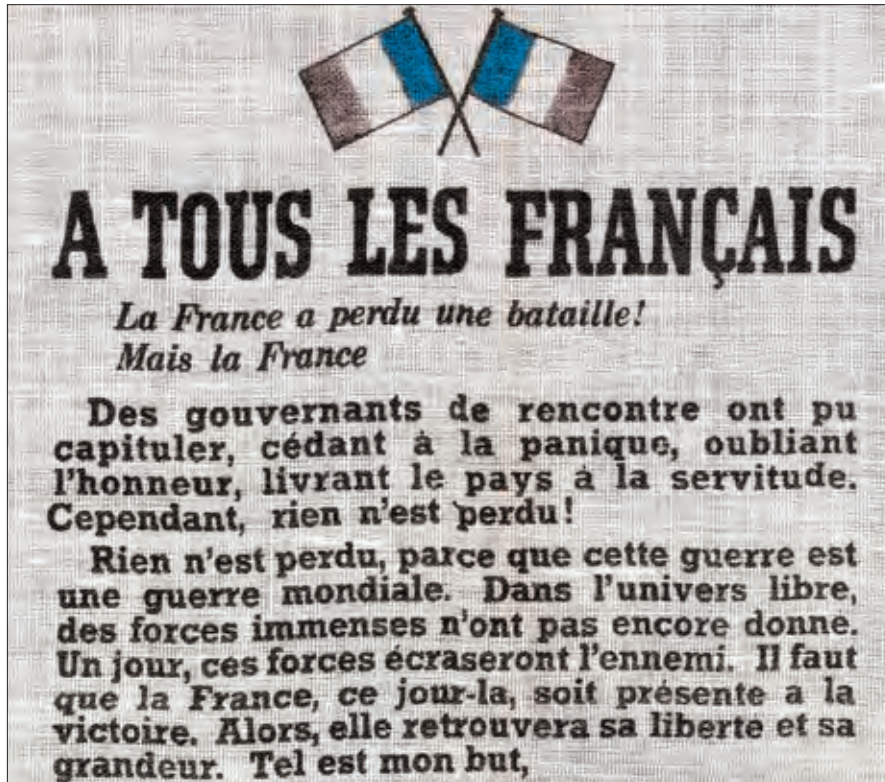 A TOUS LES FRANÇAIS
La France a perdu une bataille!
Mais la France
Des gouvernants de rencontre ont pu
capituler, cédant à la panique, oubliant
l'honneur, livrant le pays à la servitude.
Cependant, rien n'est perdu!
Rien n'est perdu, parce que cette guerre est
une guerre mondiale. Dans l'univers libre,
des forces immenses n'ont pas encore donné.
Un jour, ces forces écraseront l'ennemi. Il faut
que la France, ce jour-la, soit présente a la
victoire. Alors, elle retrouvera sa liberte et sa
grandeur. Tel est mon but,